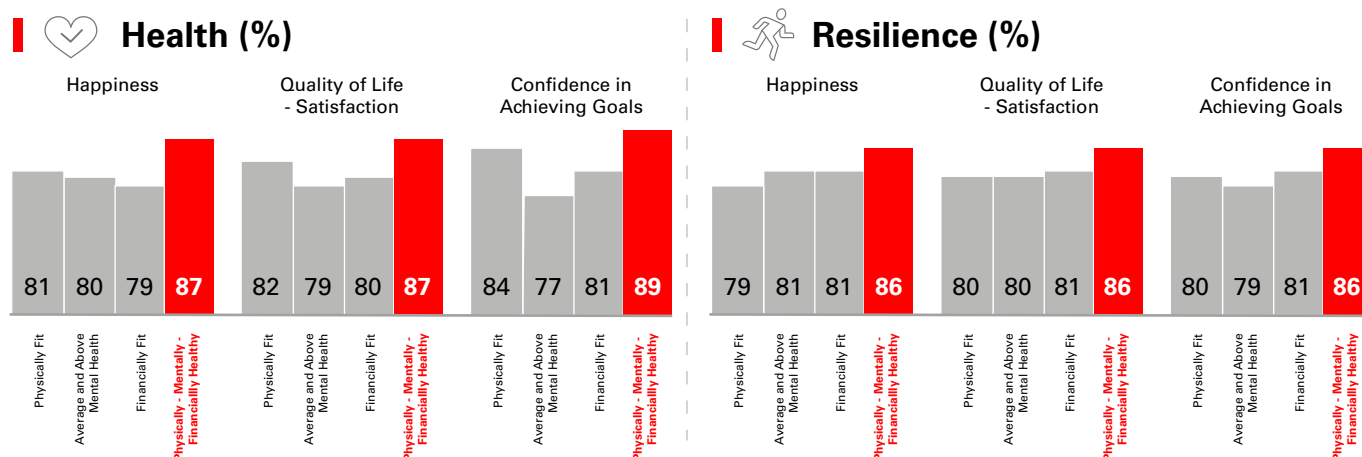 Health (%)
Happiness
81
80
79
87
Physically Fit
Average and Above
Mental Health
Financially Fit
Physically - Mentally -
Financiallly Healthy
Quality of Life
- Satisfaction
82
79
80
87
Physically Fit
Average and Above
Mental Health
Financially Fit
Physically - Mentally -
Financiallly Healthy
Confidence in
Achieving Goals
84
77
81
89
Physically Fit
Average and Above
Mental Health
Financially Fit
Physically - Mentally -
Financiallly Healthy
Resilience (%)
Happiness
79
81
81
86
Physically Fit
Average and Above
Mental Health
Financially Fit
Physically - Mentally -
Financiallly Healthy
Quality of Life
- Satisfaction
80
80
81
86
Physically Fit
Average and Above
Mental Health
Financially Fit
Physically - Mentally -
Financiallly Healthy
Confidence in
Achieving Goals
80
79
81
86
Physically Fit
Average and Above
Mental Health
Financially Fit
Physically - Mentally -
Financiallly Healthy